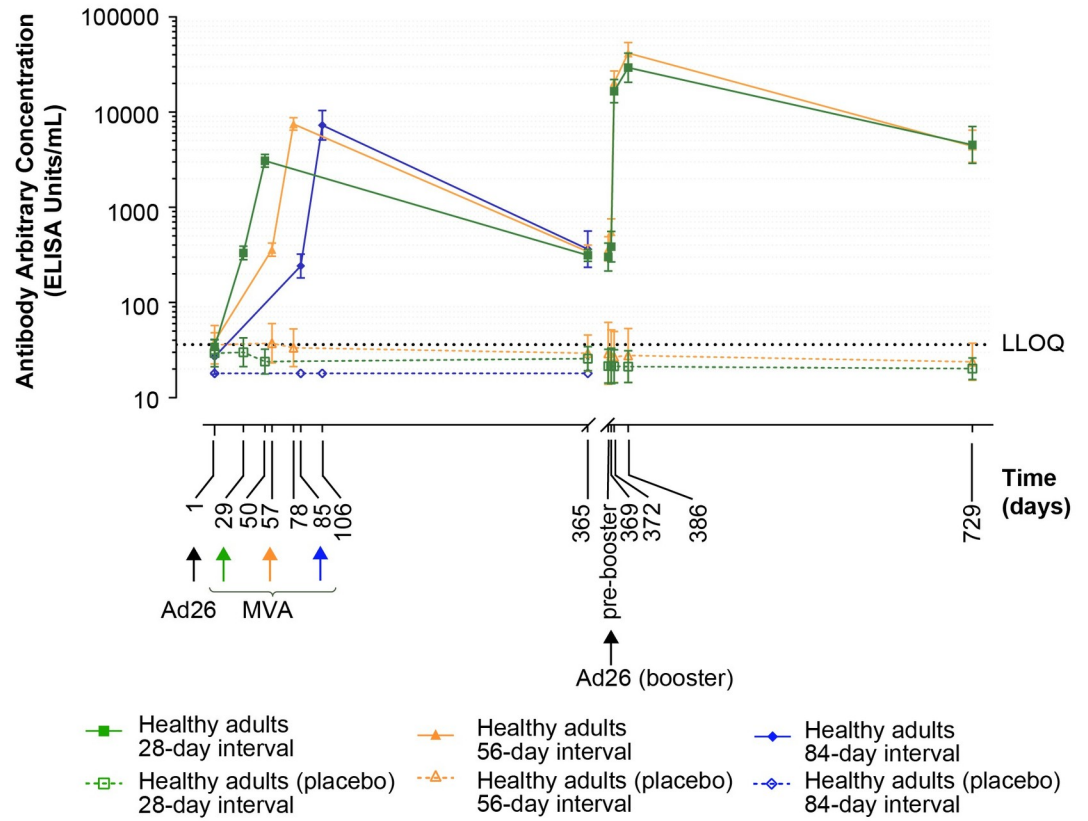 Antibody Arbitrary Concentration
(ELISA Units/mL)
100000
10000
1000
100
10
LLOQ
Time
(days)
1
29
50
57
78
85
106
365
pre-booster
369
372
386
729
Ad26
MVA
Ad26 (booster)
Healthy adults
28-day interval
Healthy adults
56-day interval
Healthy adults
84-day interval
Healthy adults (placebo)
28-day interval
Healthy adults (placebo)
56-day interval
Healthy adults (placebo)
84-day interval